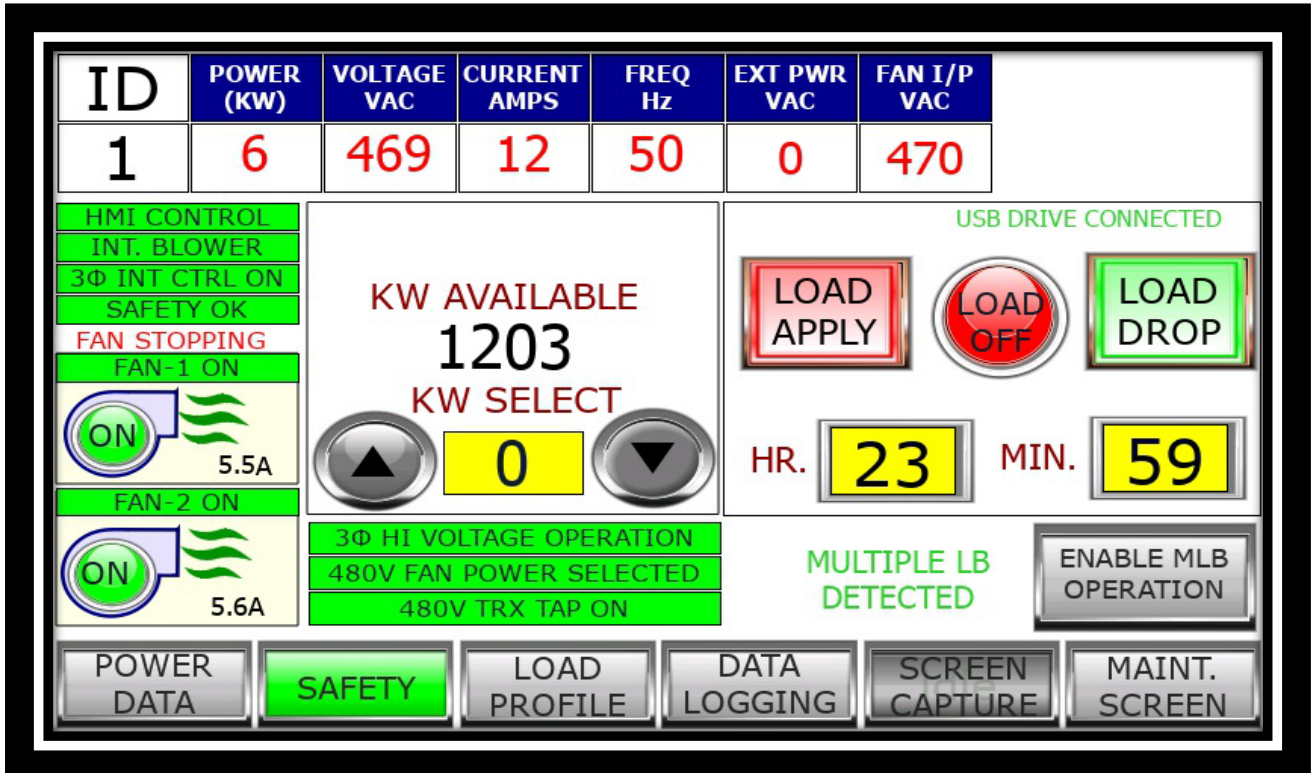 ID
POWER (KW)
VOLTAGE VAC
CURRENT AMPS
FREQ Hz
EXT PWR VAC
FAN I/P VAC
1
6
469
12
50
0
470
HMI CONTROL
INT. BLOWER
3Φ INT CTRL ON
SAFETY OK
FAN STOPPING
FAN-1 ON
ON
5.5A
FAN-2 ON
ON
5.6A
KW AVAILABLE
1203
KW SELECT
0
3Φ HI VOLTAGE OPERATION
480V FAN POWER SELECTED
480V TRX TAP ON
USB DRIVE CONNECTED
LOAD
APPLY
LOAD
OFF
LOAD
DROP
HR.
23
MIN.
59
MULTIPLE LB
DETECTED
ENABLE MLB
OPERATION
POWER
DATA
SAFETY
LOAD
PROFILE
DATA
LOGGING
SCREEN
CAPTURE
MAINT.
SCREEN